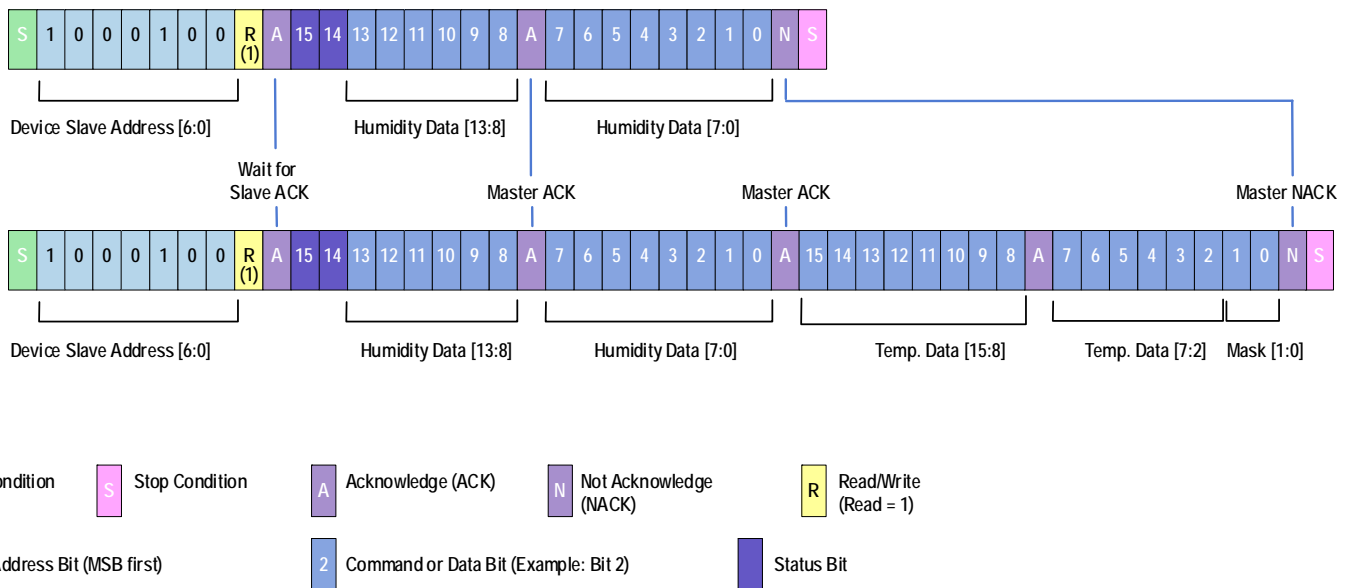 S 1 0 0 0 1 0 0 R (1) A 15 14 13 12 11 10 9 8 A 7 6 5 4 3 2 1 0 N S
Device Slave Address [6:0] Humidity Data [13:8] Humidity Data [7:0]
Wait for
Slave ACK Master ACK Master ACK Master NACK
S 1 0 0 0 1 0 0 R (1) A 15 14 13 12 11 10 9 8 A 7 6 5 4 3 2 1 0 A 15 14 13 12 11 10 9 8 A 7 6 5 4 3 2 1 0 N S
Device Slave Address [6:0] Humidity Data [13:8] Humidity Data [7:0] Temp. Data [15:8] Temp. Data [7:2] Mask [1:0]
S Stop Condition A Acknowledge (ACK) N Not Acknowledge R Read/Write
(NACK) (Read = 1)
Bit (MSB first) 2 Command or Data Bit (Example: Bit 2) Status Bit